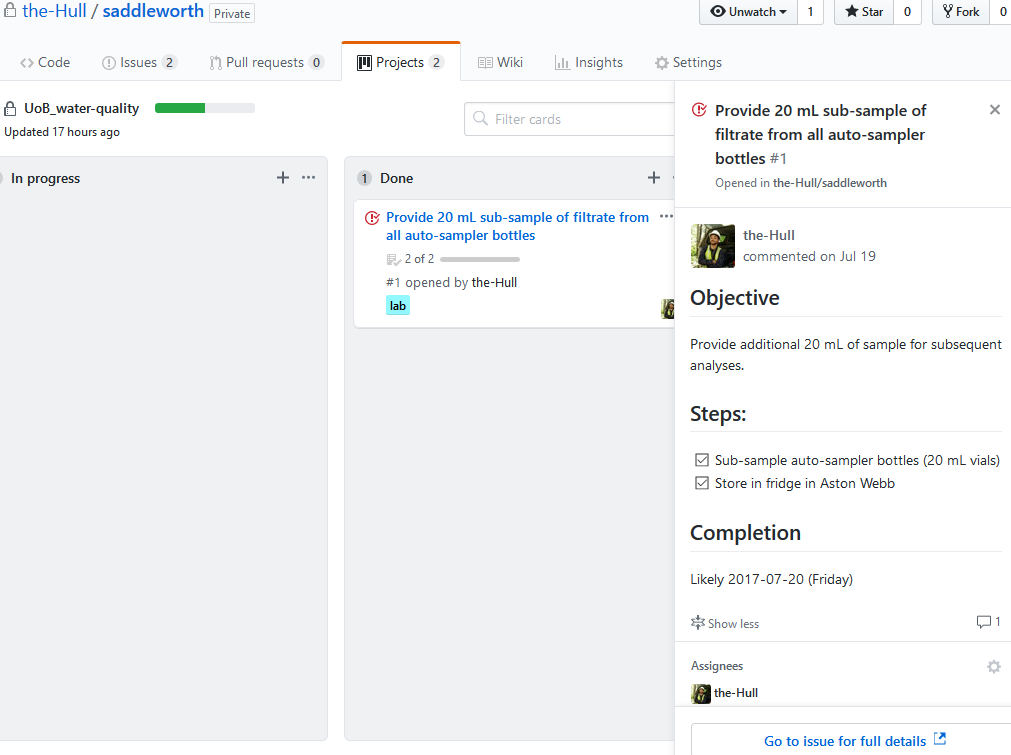 the-Hull / saddleworth Private
Unwatch 1 Star 0 Fork 0
Code Issues 2 Pull requests 0 Projects 2 Wiki Insights Settings
UoB_water-quality
Updated 17 hours ago
Filter cards
In progress
1 Done
Provide 20 mL sub-sample of filtrate from
all auto-sampler bottles
2 of 2
#1 opened by the-Hull
lab
Provide 20 mL sub-sample of
filtrate from all auto-sampler
bottles #1
Opened in the-Hull/saddleworth
the-Hull
commented on Jul 19
Objective
Provide additional 20 mL of sample for subsequent
analyses.
Steps:
Sub-sample auto-sampler bottles (20 mL vials)
Store in fridge in Aston Webb
Completion
Likely 2017-07-20 (Friday)
Show less 1
Assignees
the-Hull
Go to issue for full details